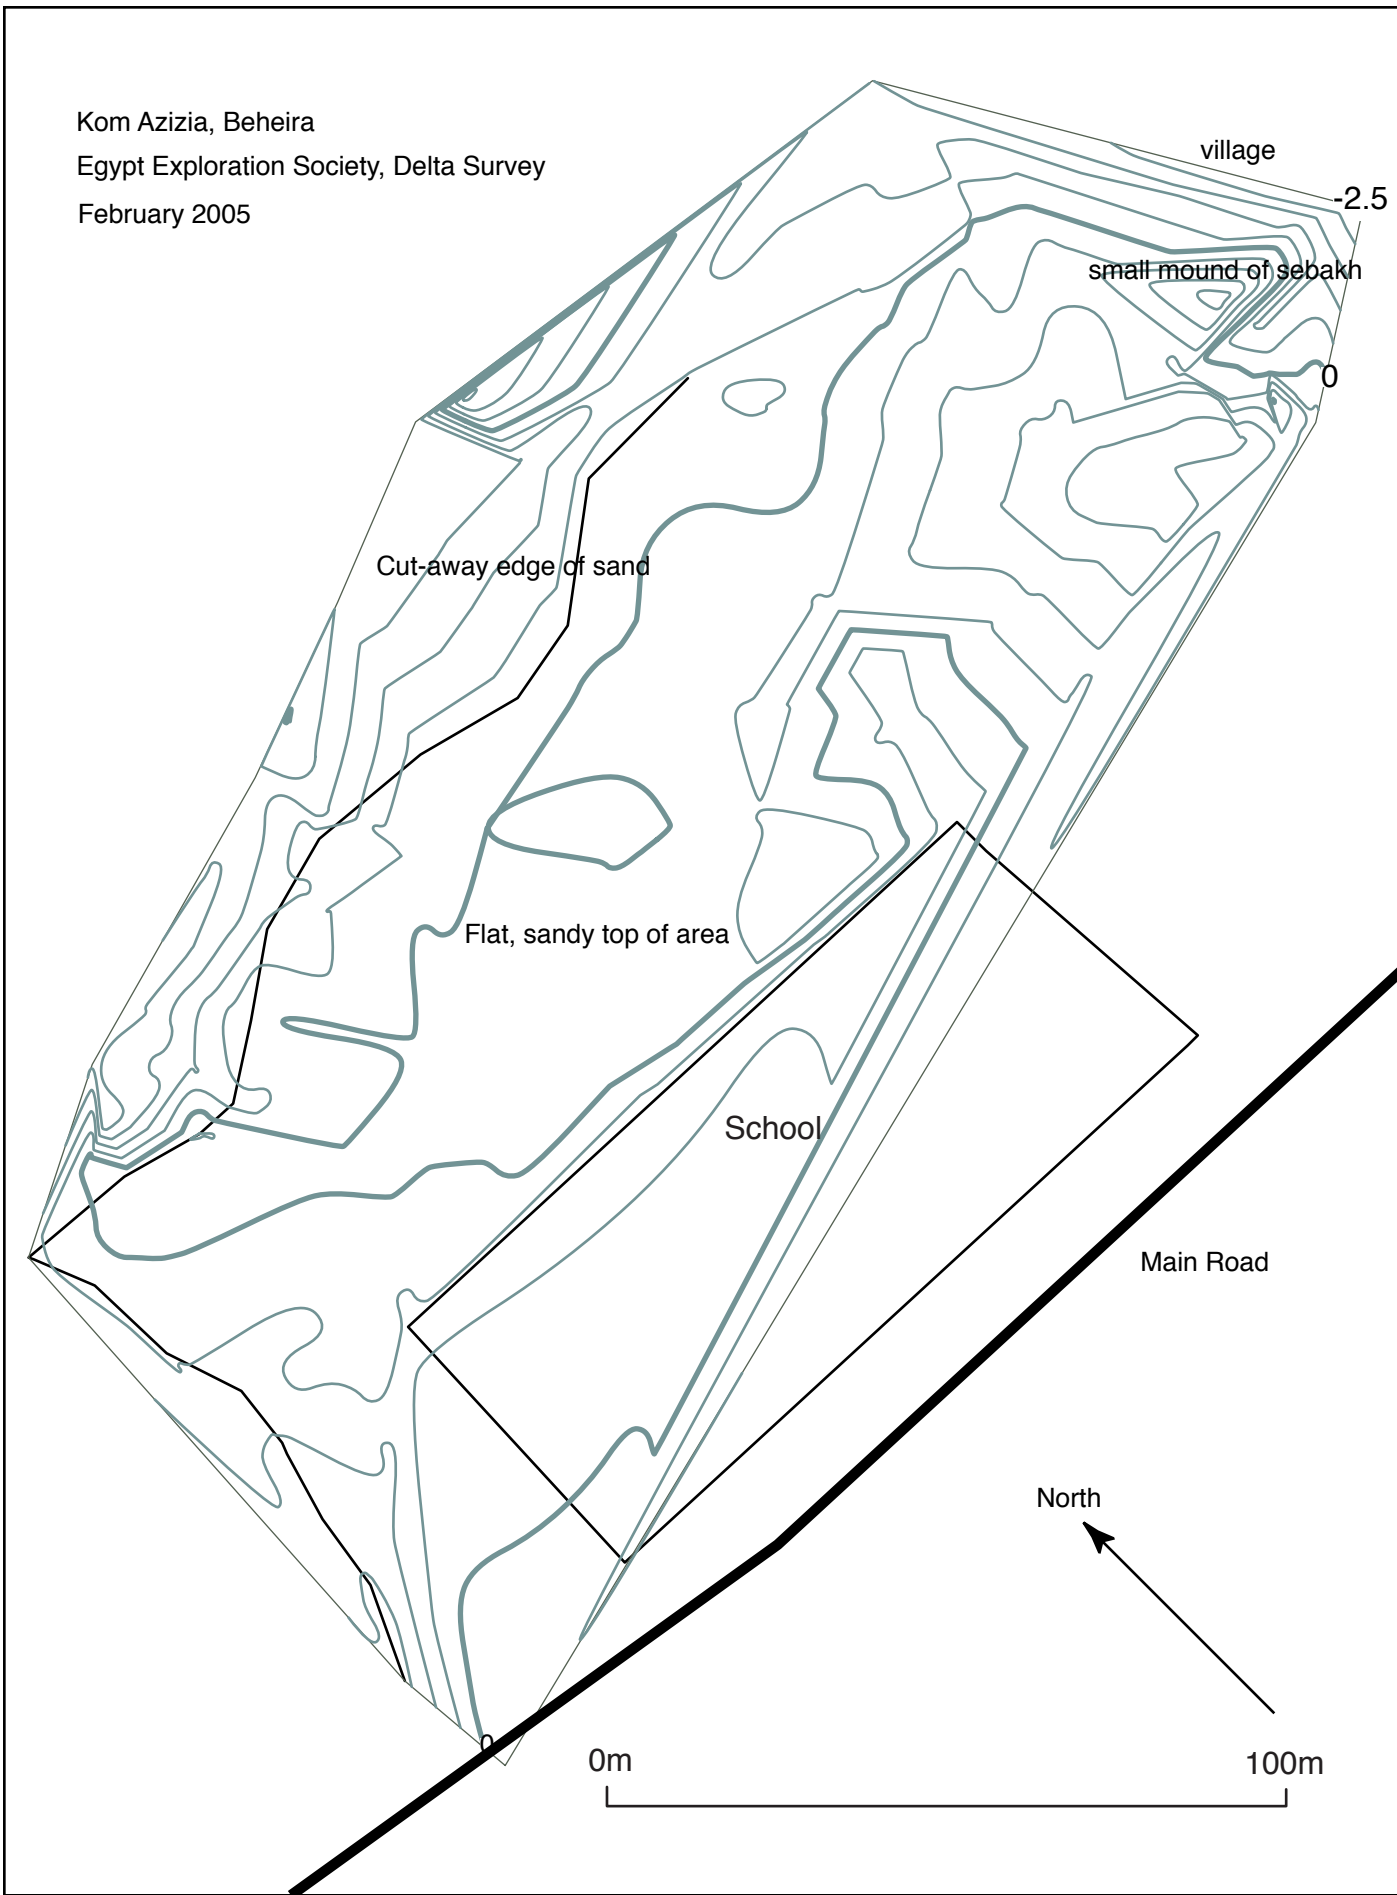 Kom Azizia, Beheira
Egypt Exploration Society, Delta Survey
February 2005
village
-2.5
small mound of sebakh
0
Cut-away edge of sand
Flat, sandy top of area
School
Main Road
North
0
0m
100m